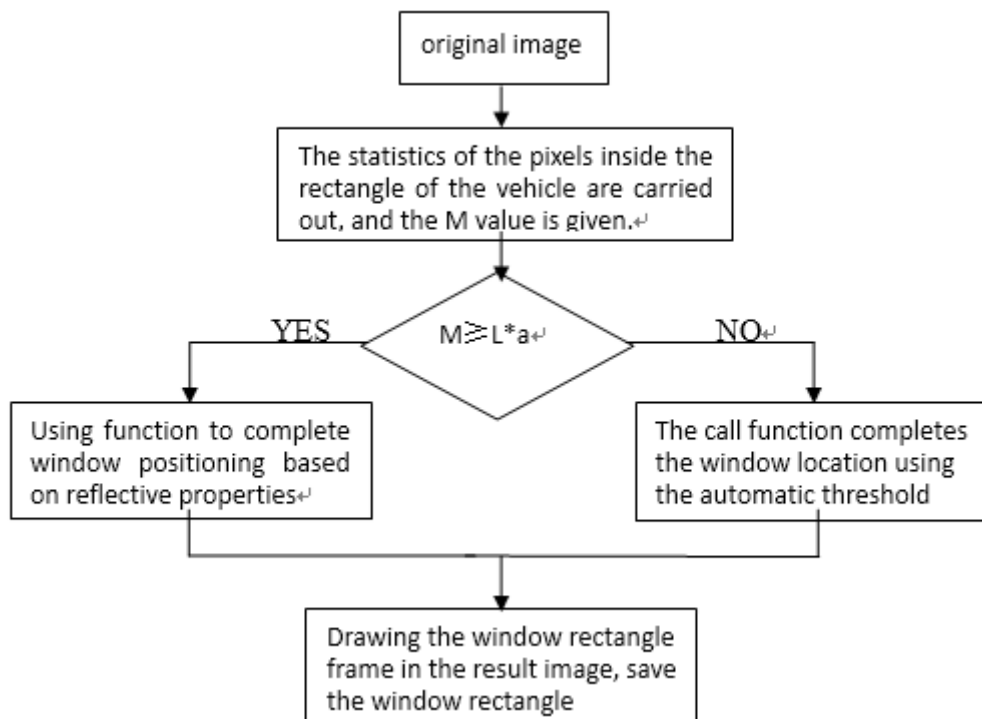 original image
The statistics of the pixels inside the
rectangle of the vehicle are carried
out, and the M value is given.↵
YES
M≥L*a↵
NO↵
Using function to complete
window positioning based
on reflective properties↵
The call function completes
the window location using
the automatic threshold
Drawing the window rectangle
frame in the result image, save
the window rectangle